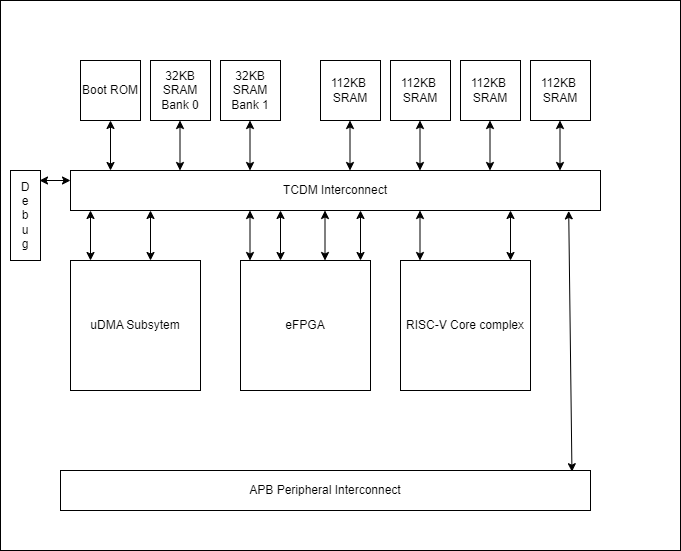 Boot ROM
32KB
SRAM
Bank 0
32KB
SRAM
Bank 1
112KB
SRAM
112KB
SRAM
112KB
SRAM
112KB
SRAM
D
e
b
u
g
TCDM Interconnect
uDMA Subsytem
eFPGA
RISC-V Core complex
APB Peripheral Interconnect